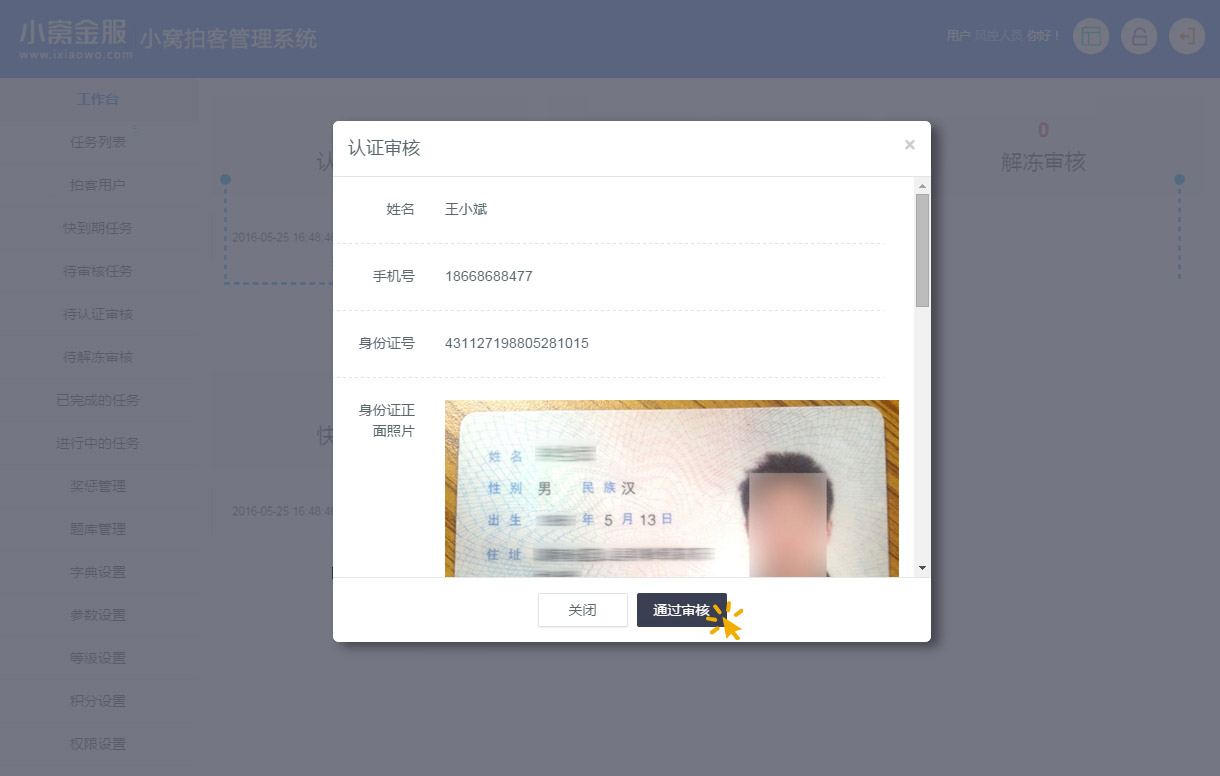 小窝金服
www.ixiaowo.com
小窝拍客管理系统
用户 风控人员 你好！
工作台
任务列表
拍客用户
快到期任务
待审核任务
待认证审核
待解冻审核
已完成的任务
进行中的任务
奖惩管理
题库管理
字典设置
参数设置
等级设置
积分设置
权限设置
认
2016-05-25 16:48:4
快
2016-05-25 16:48:4
0
解冻审核
认证审核
×
姓名 王小斌
手机号 18668688477
身份证号 431127198805281015
身份证正
面照片
姓 名
性 别 男 民 族 汉
出 生 年 5 月 13 日
住 址
关闭
通过审核